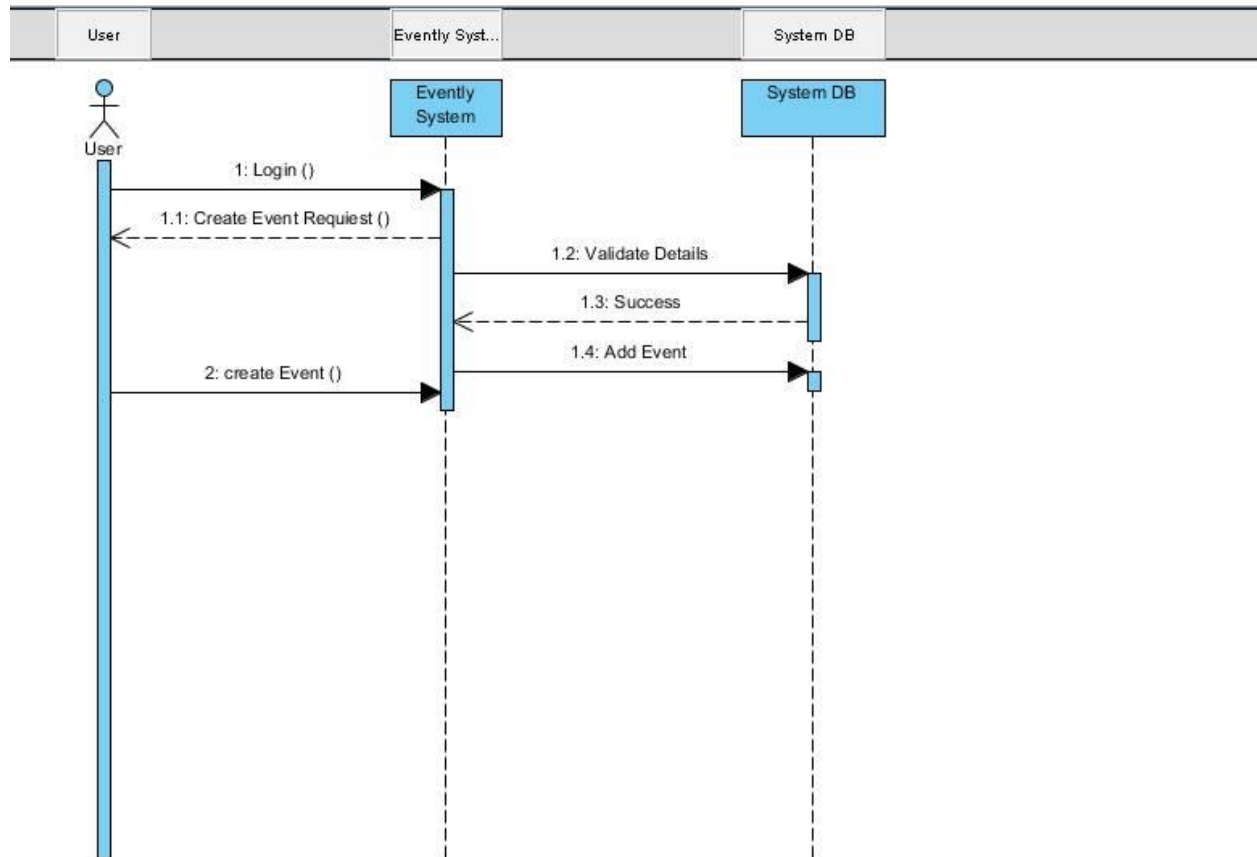 User
Evently Syst...
System DB
User
Evently
System
System DB
1: Login ()
1.1: Create Event Requiest ()
1.2: Validate Details
1.3: Success
1.4: Add Event
2: create Event ()